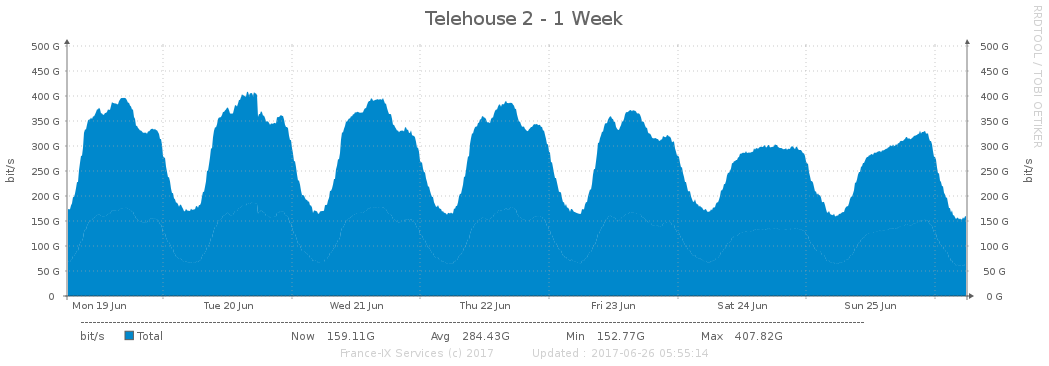 Telehouse 2 - 1 Week
RRDTOOL / TOBI OETIKER
500 G 500 G
450 G 450 G
400 G 400 G
350 G 350 G
300 G 300 G
250 G 250 G
200 G 200 G
150 G 150 G
100 G 100 G
50 G 50 G
0 0 G
bit/s bit/s
Mon 19 Jun Tue 20 Jun Wed 21 Jun Thu 22 Jun Fri 23 Jun Sat 24 Jun Sun 25 Jun
bit/s Total Now 159.11G Avg 284.43G Min 152.77G Max 407.82G
France-IX Services (c) 2017 Updated : 2017-06-26 05:55:14